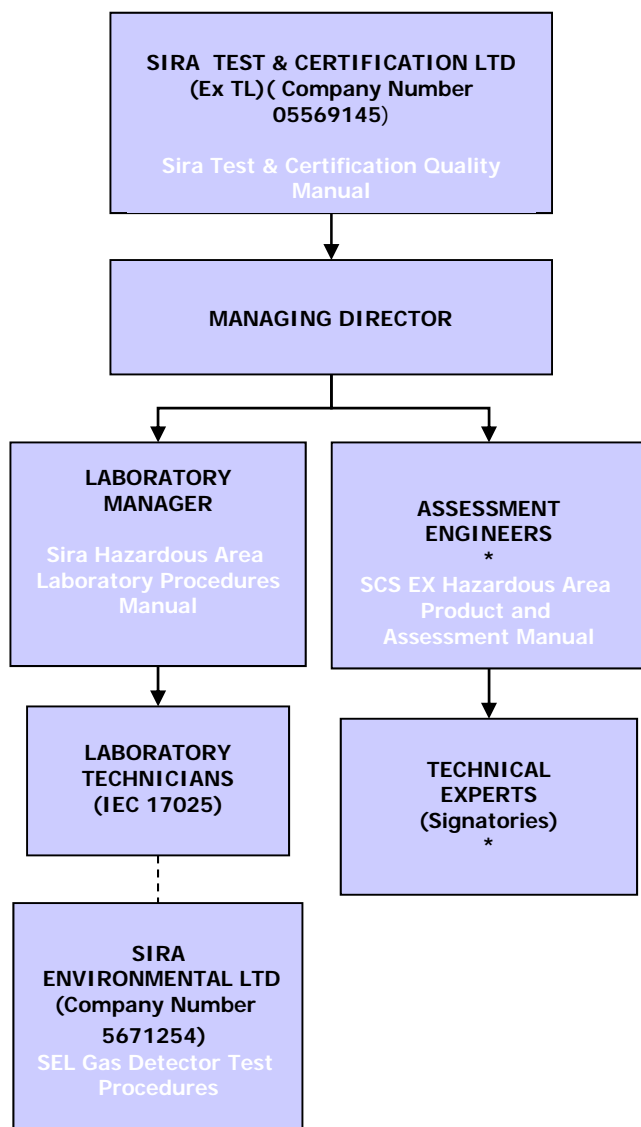 SIRA TEST & CERTIFICATION LTD
(Ex TL)( Company Number
05569145)
Sira Test & Certification Quality
Manual
MANAGING DIRECTOR
LABORATORY
MANAGER
Sira Hazardous Area
Laboratory Procedures
Manual
ASSESSMENT
ENGINEERS
*
SCS EX Hazardous Area
Product and
Assessment Manual
LABORATORY
TECHNICIANS
(IEC 17025)
TECHNICAL
EXPERTS
(Signatories)
*
SIRA
ENVIRONMENTAL LTD
(Company Number
5671254)
SEL Gas Detector Test
Procedures